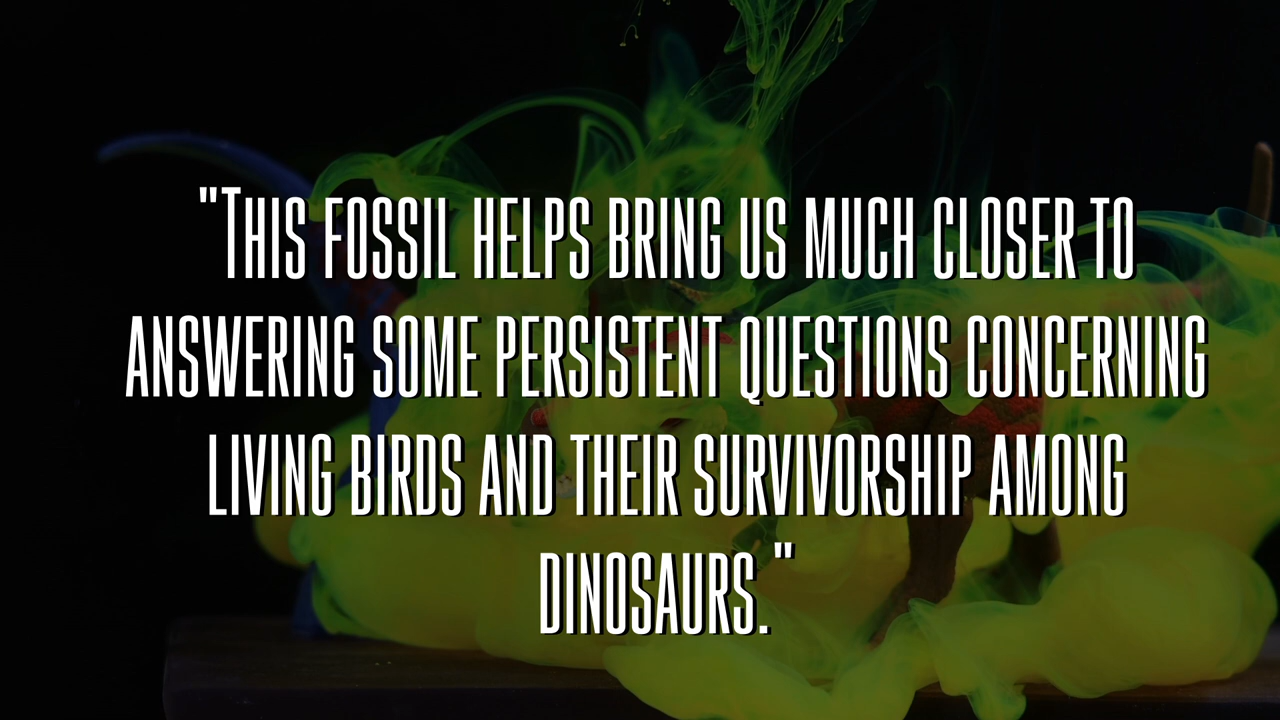 "This fossil helps bring us much closer to
answering some persistent questions concerning
living birds and their survivorship among
dinosaurs."